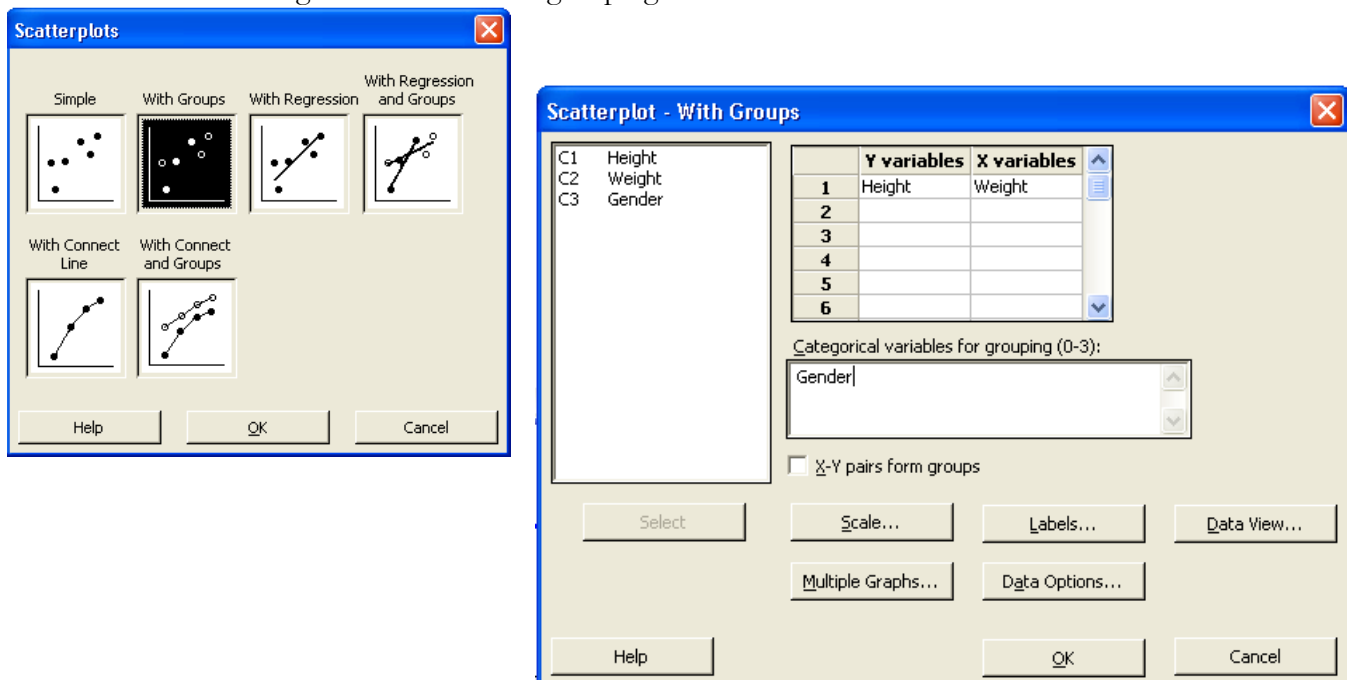 Scatterplots
Simple
With Groups
With Regression
With Regression
and Groups
With Connect
Line
With Connect
and Groups
Help
OK
Cancel
Scatterplot - With Groups
C1 Height
C2 Weight
C3 Gender
Y variables X variables
1 Height Weight
2
3
4
5
6
Categorical variables for grouping (0-3):
Gender
X-Y pairs form groups
Select
Scale...
Labels...
Data View...
Multiple Graphs...
Data Options...
Help
OK
Cancel